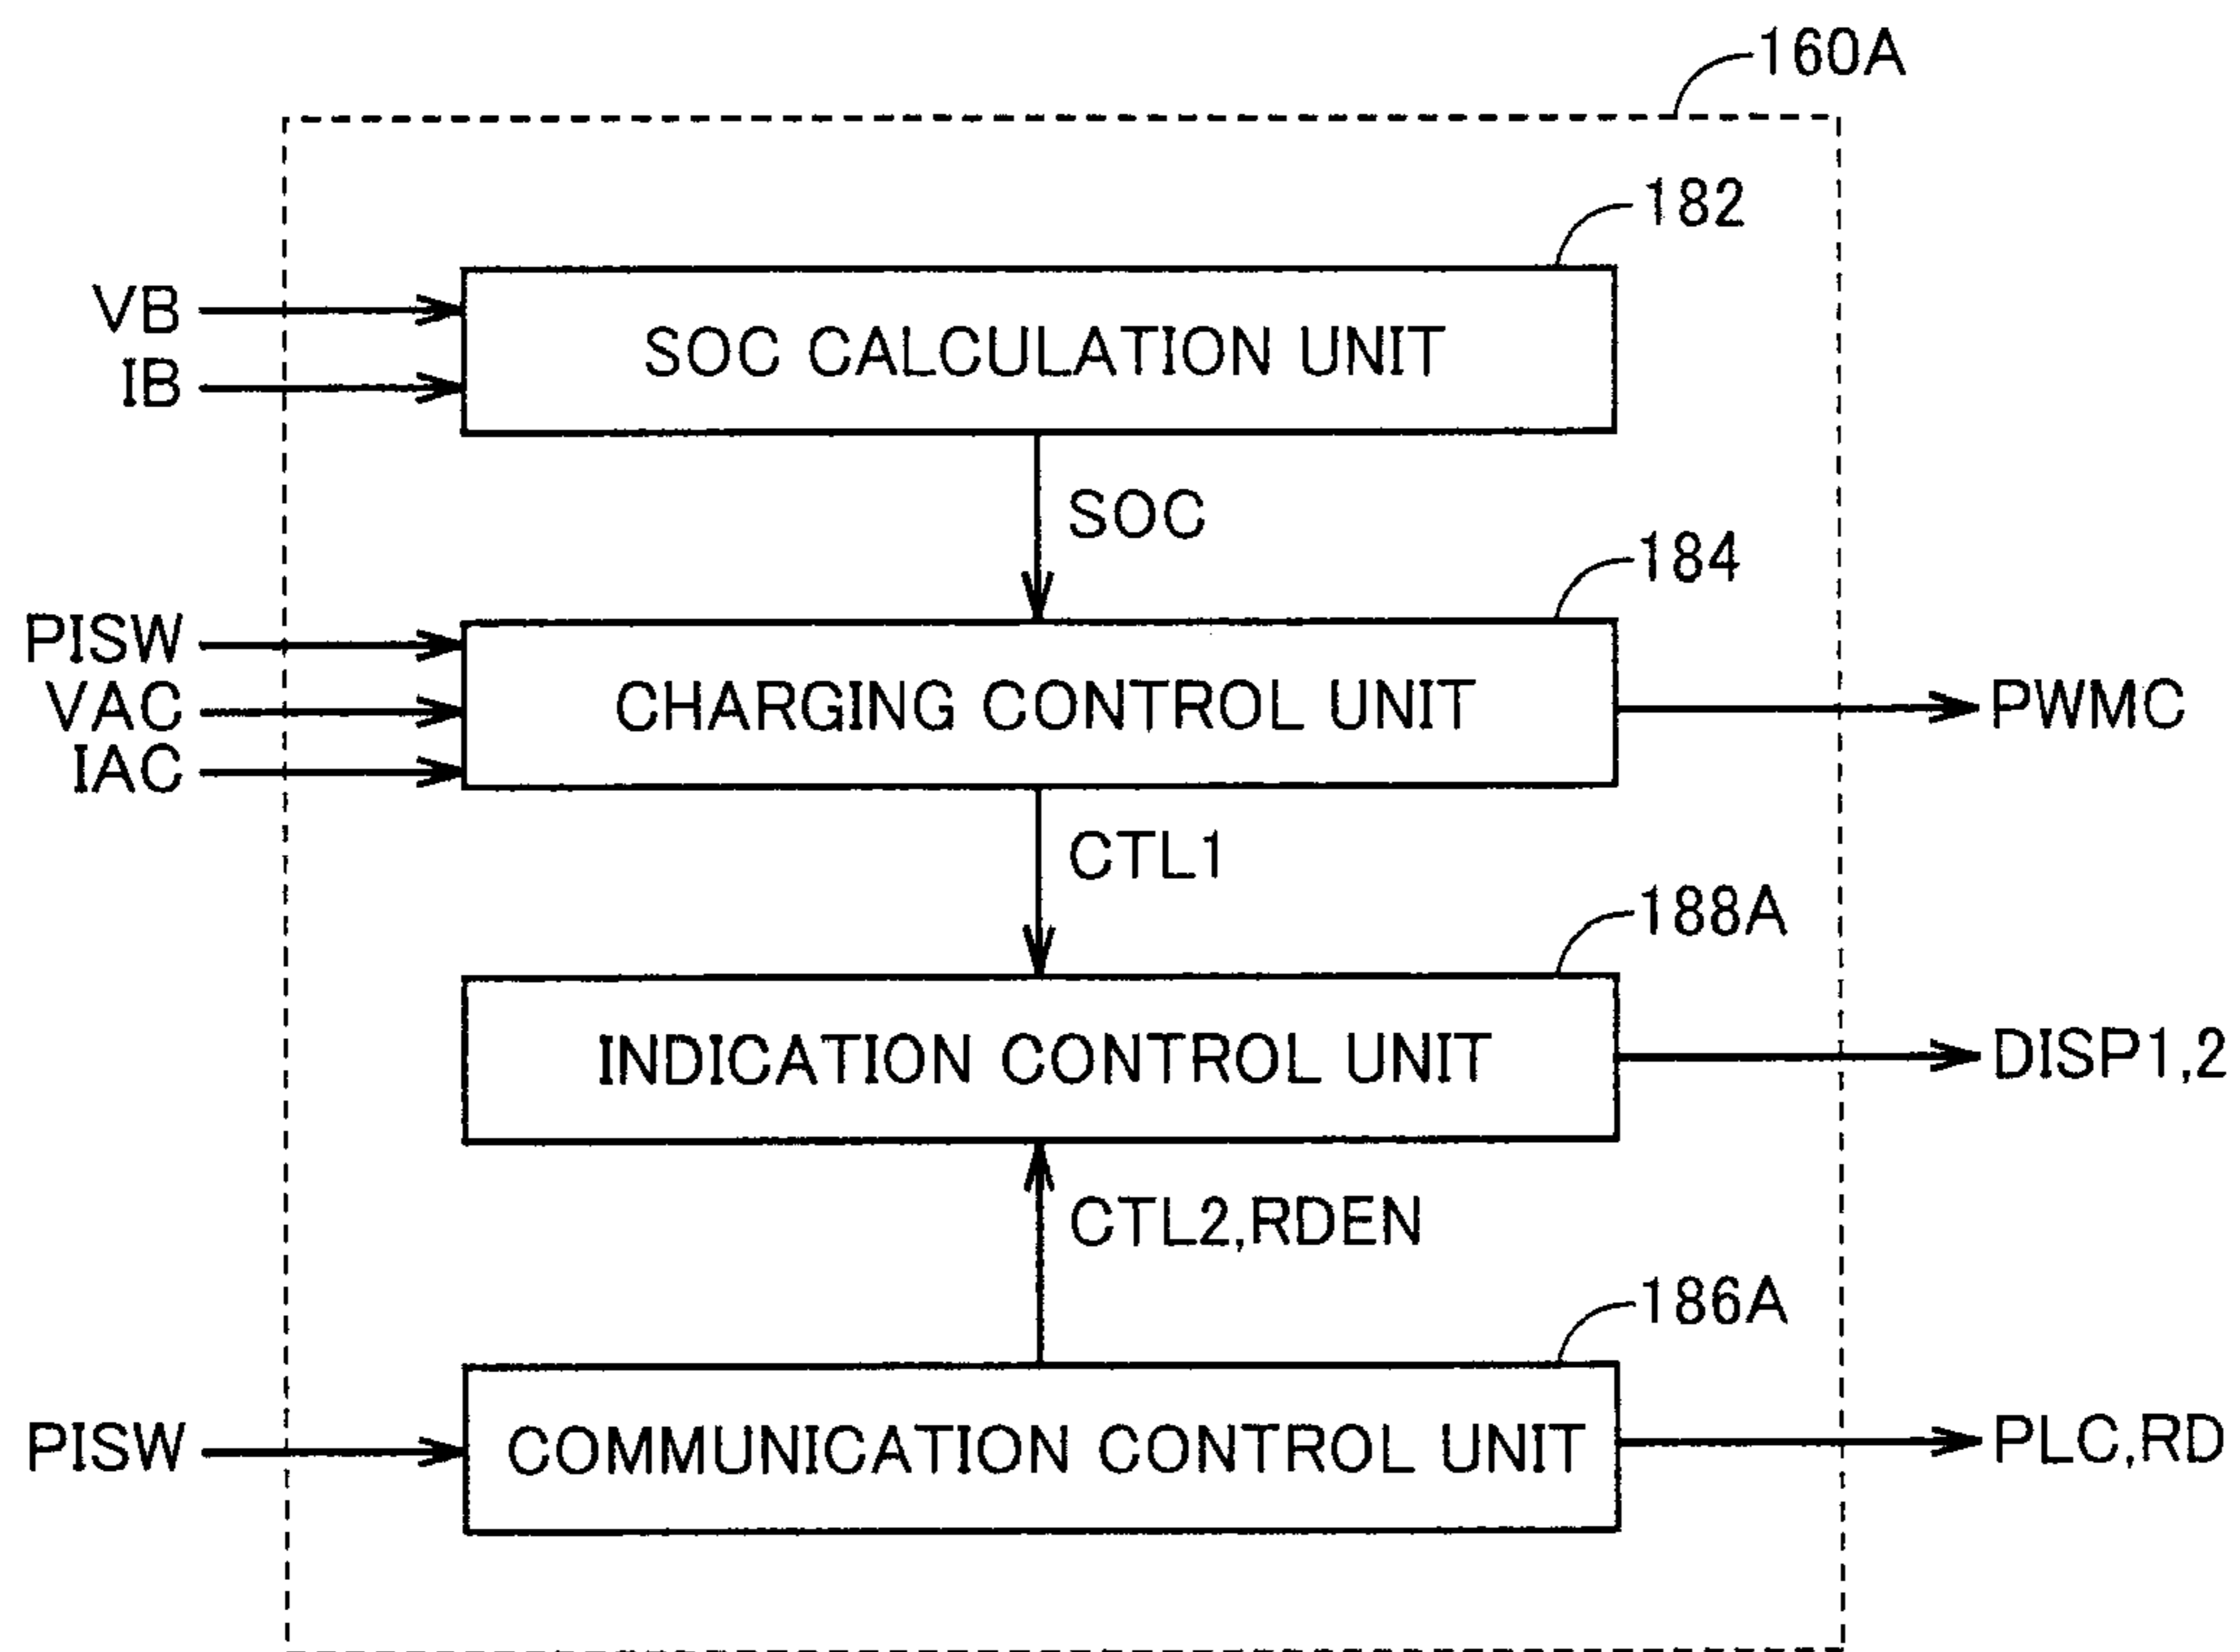 160A
182
VB
IB
SOC CALCULATION UNIT
SOC
184
PISW
VAC
IAC
CHARGING CONTROL UNIT
PWMC
CTL1
188A
INDICATION CONTROL UNIT
DISP1,2
CTL2,RDEN
186A
PISW
COMMUNICATION CONTROL UNIT
PLC,RD